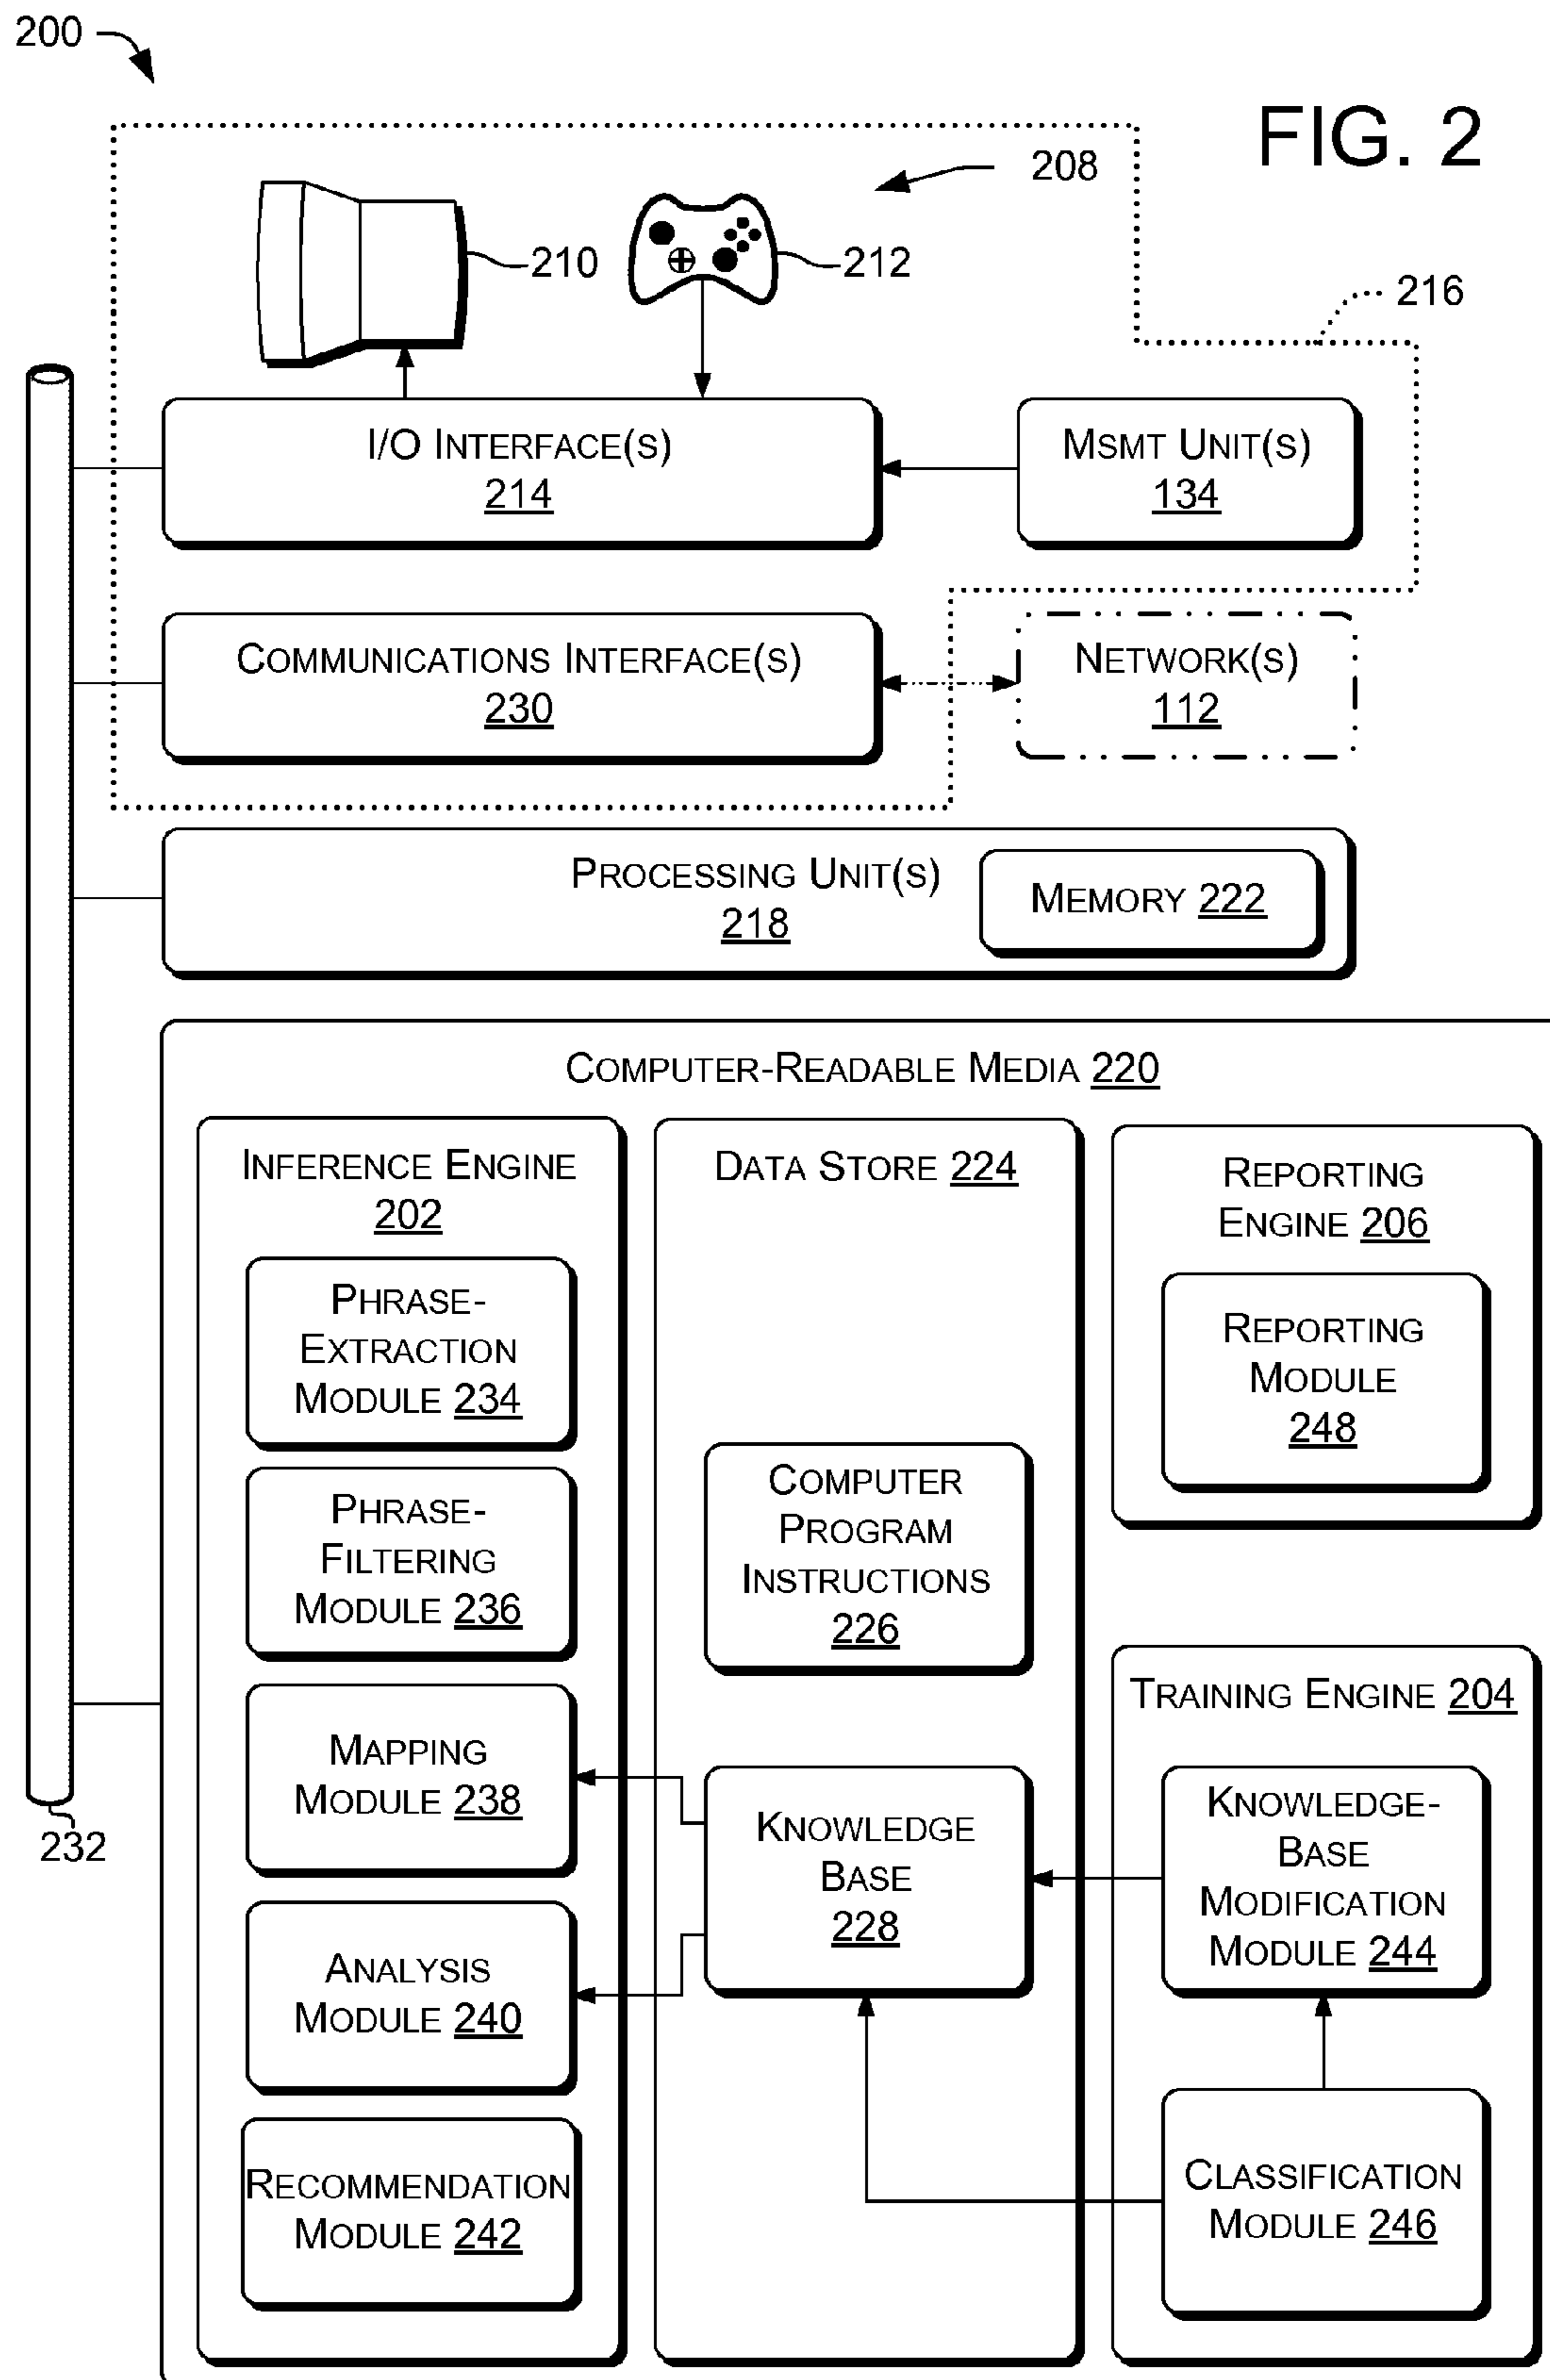 200
FIG. 2
208
210
212
216
I/O INTERFACE(S)
214
MSMT UNIT(S)
134
COMMUNICATIONS INTERFACE(S)
230
NETWORK(S)
112
PROCESSING UNIT(S)
218
MEMORY 222
COMPUTER-READABLE MEDIA 220
INFERENCE ENGINE
202
PHRASE-
EXTRACTION
MODULE 234
PHRASE-
FILTERING
MODULE 236
MAPPING
MODULE 238
ANALYSIS
MODULE 240
RECOMMENDATION
MODULE 242
DATA STORE 224
COMPUTER
PROGRAM
INSTRUCTIONS
226
KNOWLEDGE
BASE
228
REPORTING
ENGINE 206
REPORTING
MODULE
248
TRAINING ENGINE 204
KNOWLEDGE-
BASE
MODIFICATION
MODULE 244
CLASSIFICATION
MODULE 246
232